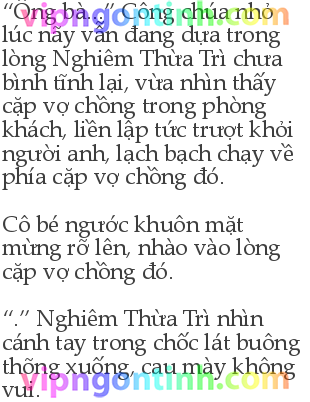 “Ông bà...” Công chúa nhỏ
lúc này vẫn đang dựa trong
lòng Nghiêm Thừa Trì chưa
bình tĩnh lại, vừa nhìn thấy
cặp vợ chồng trong phòng
khách, liền lập tức trượt khỏi
người anh, lạch bạch chạy về
phía cặp vợ chồng đó.
Cô bé ngước khuôn mặt
mừng rỡ lên, nhào vào lòng
cặp vợ chồng đó.
“.” Nghiêm Thừa Trì nhìn
cánh tay trong chốc lát buông
thõng xuống, cau mày không
vui.
vipngontinh.com
vipngontinh.com